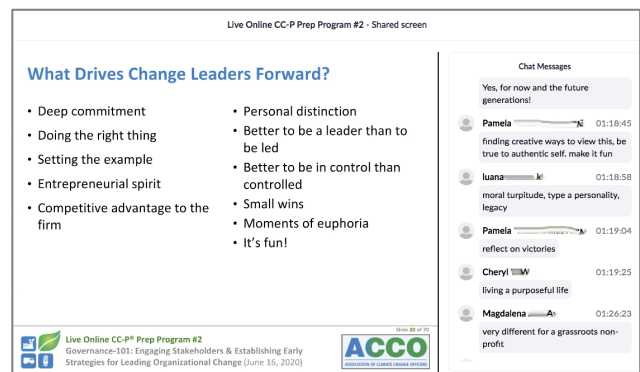 Live Online CC-P Prep Program #2 - Shared screen
What Drives Change Leaders Forward?
• Deep commitment
• Doing the right thing
• Setting the example
• Entrepreneurial spirit
• Competitive advantage to the
firm
• Personal distinction
• Better to be a leader than to
be led
• Better to be in control than
controlled
• Small wins
• Moments of euphoria
• It's fun!
Live Online CC-P® Prep Program #2
Governance-101: Engaging Stakeholders & Establishing Early
Strategies for Leading Organizational Change (June 16, 2020)
Slide 20 of 70
ACCO
ASSOCIATION OF CLIMATE CHANGE OFFICERS
Chat Messages
Yes, for now and the future
generations!
Pamela 01:18:45
finding creative ways to view this, be
true to authentic self. make it fun
luana 01:18:58
moral turpitude, type a personality,
legacy
Pamela 01:19:04
reflect on victories
Cheryl W 01:19:25
living a purposeful life
Magdalena A 01:26:23
very different for a grassroots non-
profit